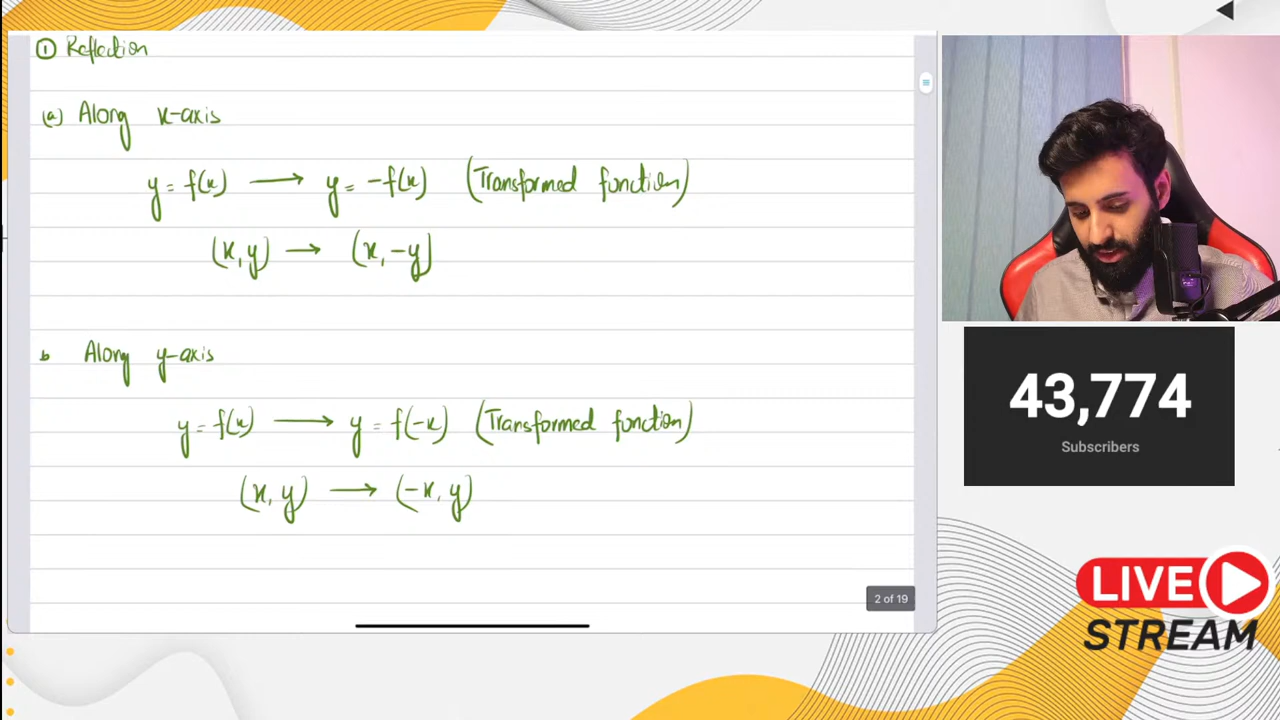 ① Reflection
(a) Along x-axis
y = f(x) → y = -f(x) (Transformed function)
(x, y) → (x, -y)
b Along y-axis
y = f(x) → y = f(-x) (Transformed function)
(x, y) → (-x, y)
2 of 19
43,774
Subscribers
LIVE
STREAM